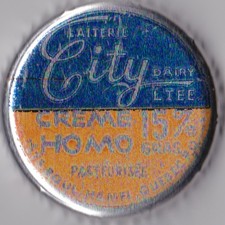 LAITERIE
City DAIRY
LTEE
CREME 15%
HOMO
PASTEURISEE